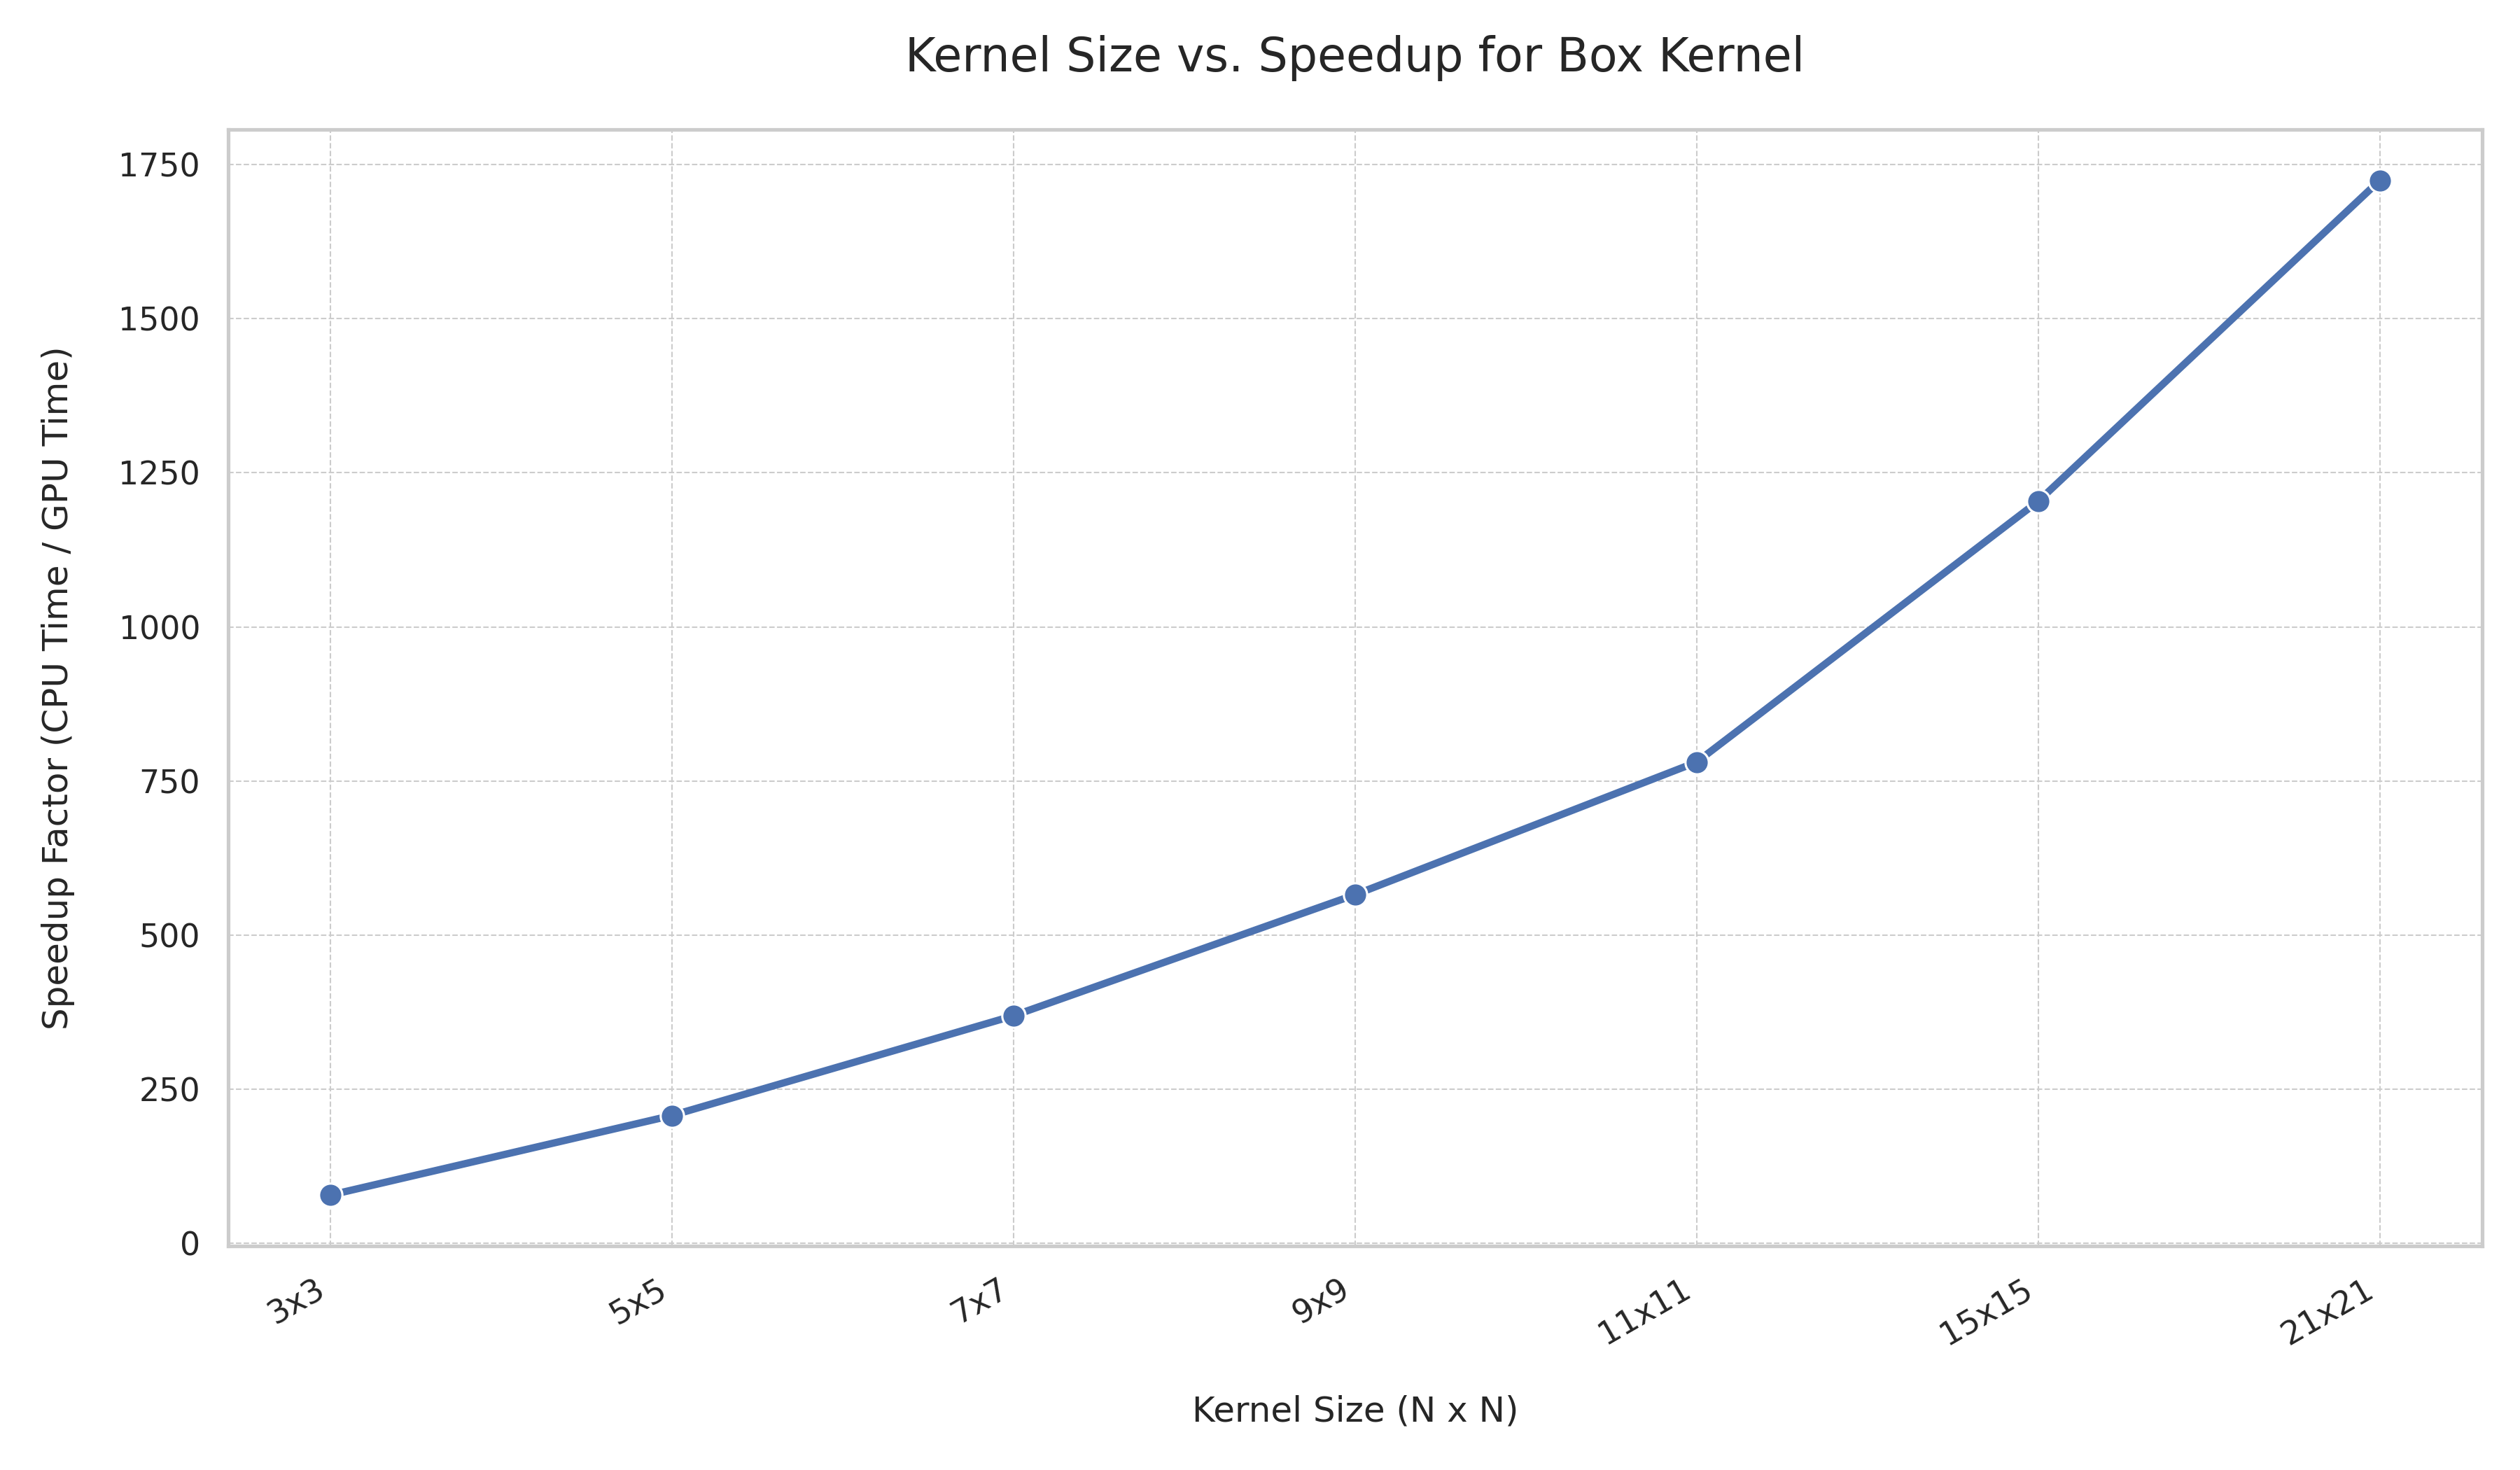 Kernel Size vs. Speedup for Box Kernel
Speedup Factor (CPU Time / GPU Time)
1750
1500
1250
1000
750
500
250
0
3x3
5x5
7x7
9x9
11x11
15x15
21x21
Kernel Size (N x N)